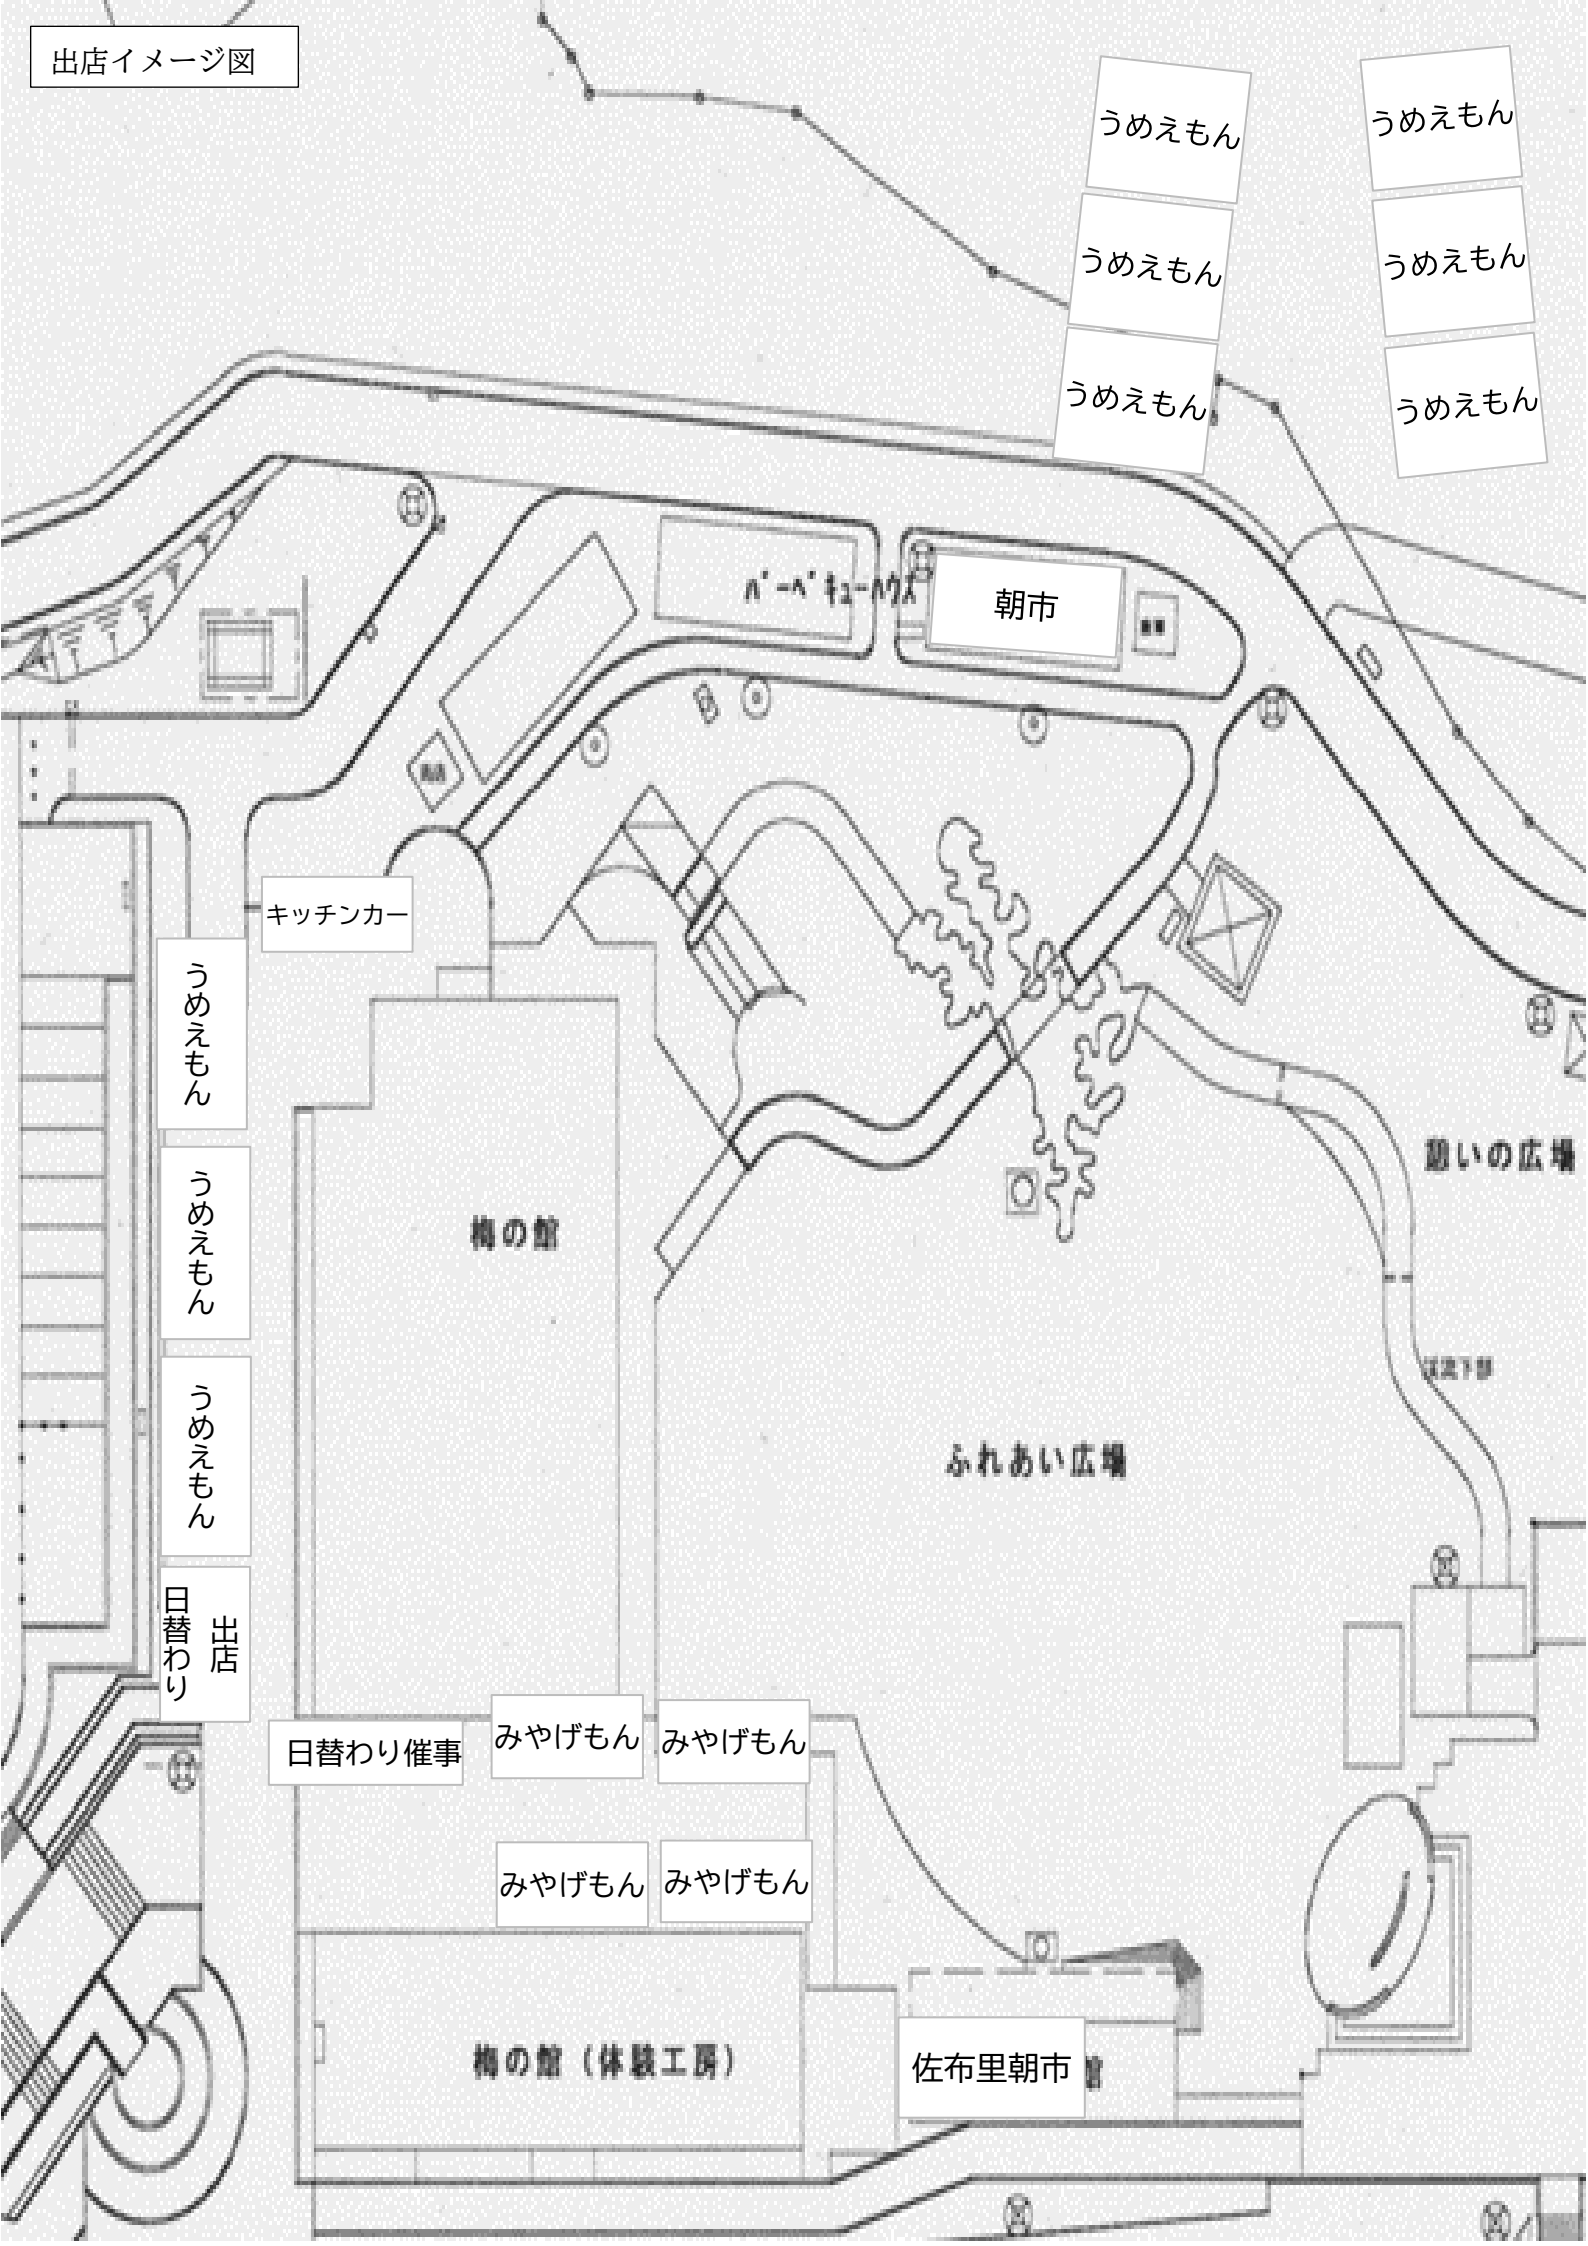 出店イメージ図
うめえもん
うめえもん
うめえもん
うめえもん
うめえもん
うめえもん
バーベキューハウス
朝市
キッチンカー
うめえもん
うめえもん
うめえもん
出店
日替わり
梅の館
憩いの広場
ふれあい広場
日替わり催事
みやげもん
みやげもん
みやげもん
みやげもん
梅の館(体験工房)
佐布里朝市
館